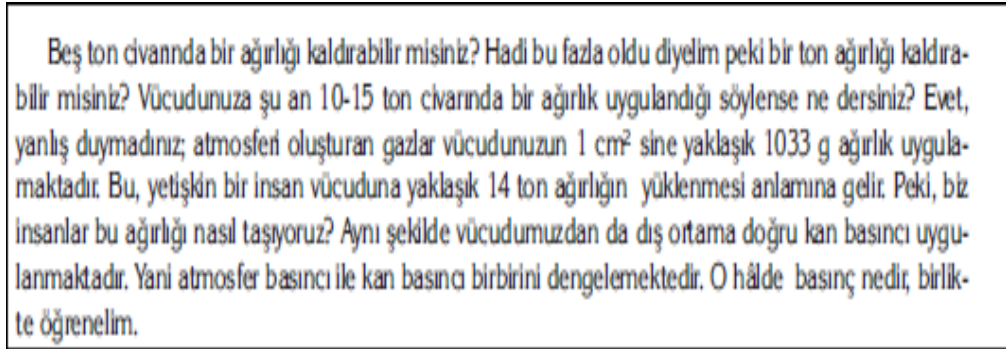 Beş ton civarında bir ağırlığı kaldırabilir misiniz? Hadi bu fazla oldu diyelim peki bir ton ağırlığı kaldıra-
bilir misiniz? Vücudunuza şu an 10-15 ton civarında bir ağırlık uygulandığı söylense ne dersiniz? Evet,
yanlış duymadınız; atmosferi oluşturan gazlar vücudunuzun 1 cm² sine yaklaşık 1033 g ağırlık uygula-
maktadır. Bu, yetişkin bir insan vücuduna yaklaşık 14 ton ağırlığın yüklenmesi anlamına gelir. Peki, biz
insanlar bu ağırlığı nasıl taşıyoruz? Aynı şekilde vücudumuzdan da dış ortama doğru kan basıncı uygu-
lanmaktadır. Yani atmosfer basıncı ile kan basıncı birbirini dengelemektedir. O hâlde basınç nedir, birlik-
te öğrenelim.